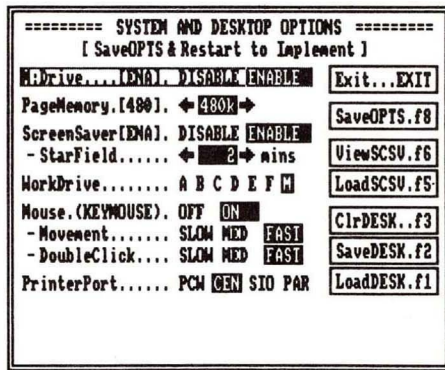 ========= SYSTEM AND DESKTOP OPTIONS =========
[ SaveOPTS & Restart to Implement ]
M:Drive....[ENA]. DISABLE ENABLE
PageMemory.[480]. 480k
ScreenSaver[ENA]. DISABLE ENABLE
- StarField...... 2 mins
WorkDrive........ A B C D E F M
Mouse.(KEYMOUSE). OFF ON
- Movement....... SLOW MED FAST
- DoubleClick.... SLOW MED FAST
PrinterPort...... PCW CEN SIO PAR
Exit...EXIT
SaveOPTS.f8
ViewSCSV.f6
LoadSCSV.f5
ClrDESK..f3
SaveDESK.f2
LoadDESK.f1